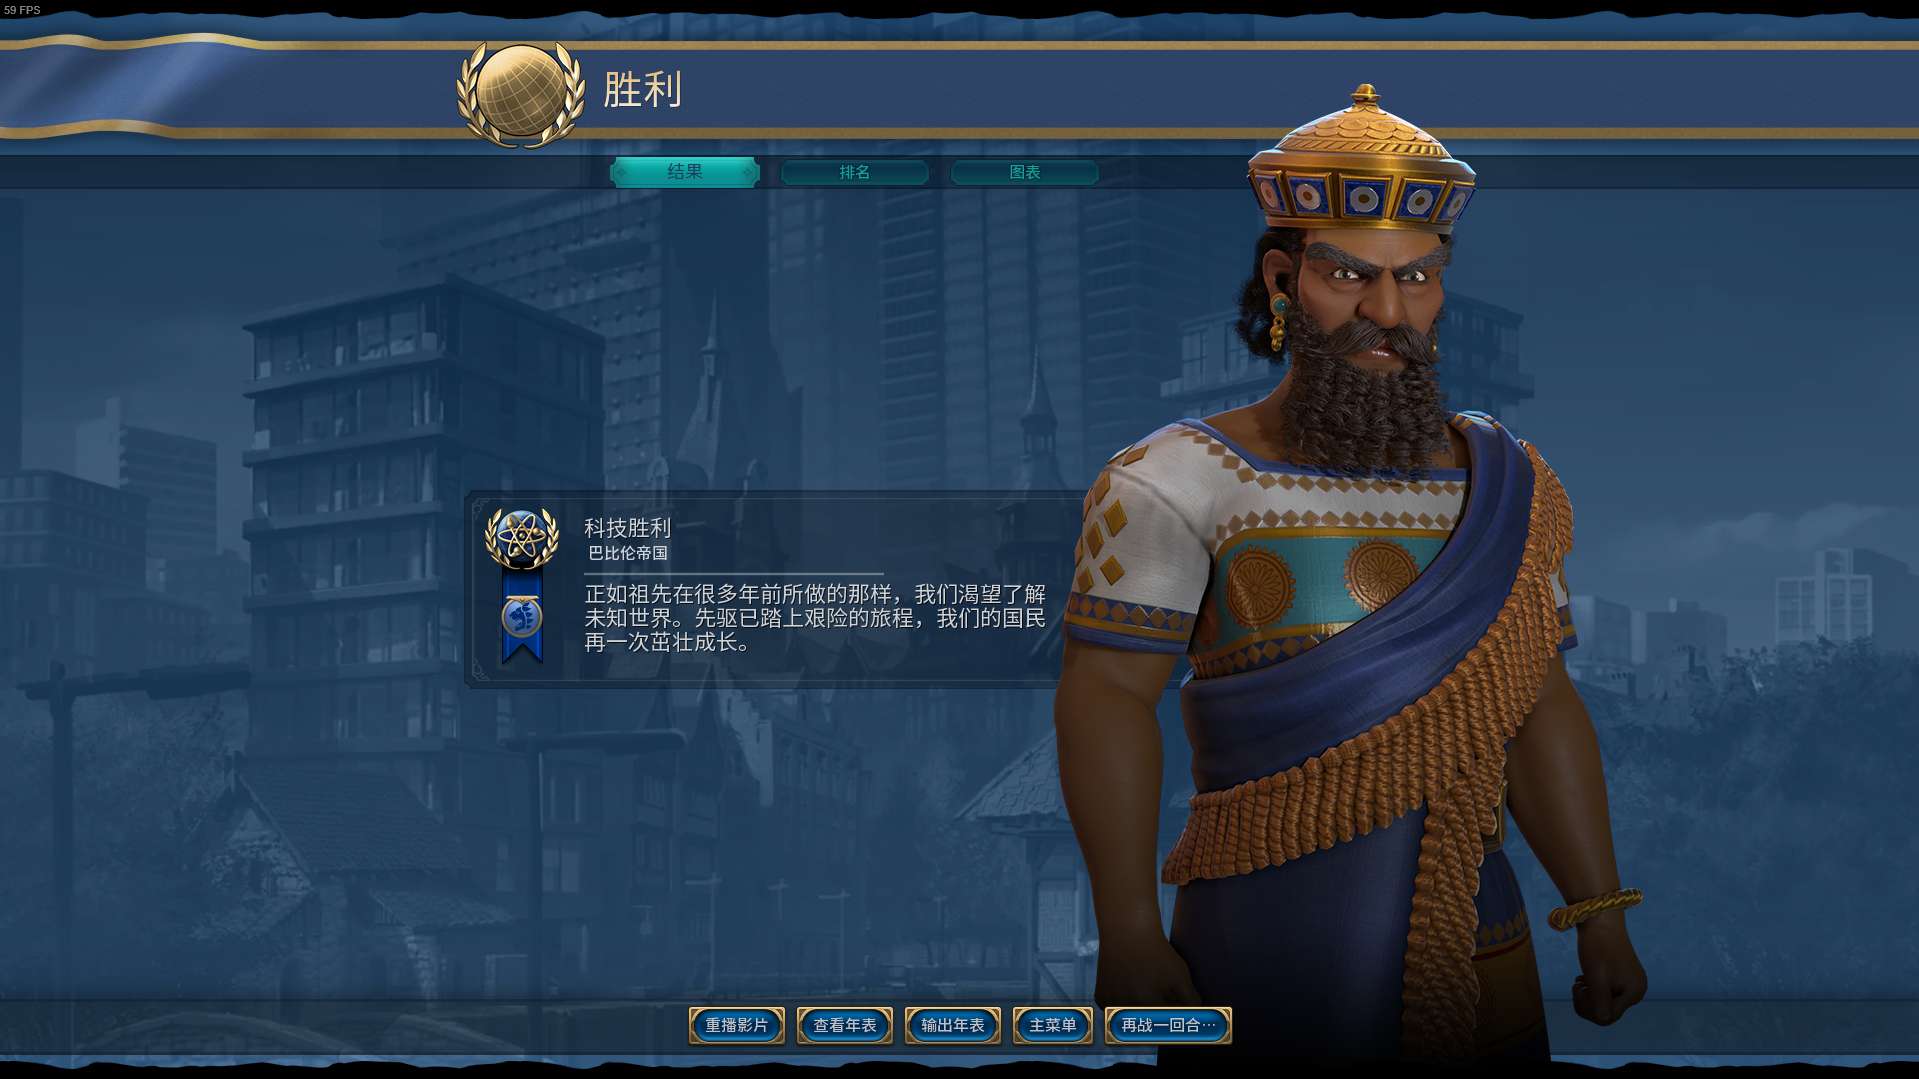 59 FPS
胜利
结果
排名
图表
科技胜利
巴比伦帝国
正如祖先在很多年前所做的那样，我们渴望了解
未知世界。先驱已踏上艰险的旅程，我们的国民
再一次茁壮成长。
重播影片
查看年表
输出年表
主菜单
再战一回合…